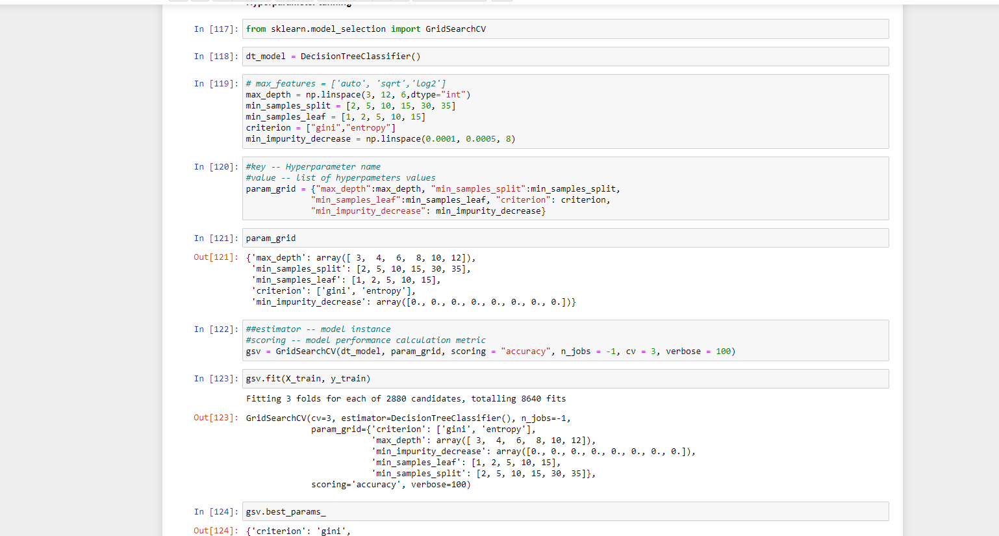 In [117]: from sklearn.model_selection import GridSearchCV
In [118]: dt_model = DecisionTreeClassifier()
In [119]: # max_features = ['auto', 'sqrt','log2']
max_depth = np.linspace(3, 12, 6,dtype="int")
min_samples_split = [2, 5, 10, 15, 30, 35]
min_samples_leaf = [1, 2, 5, 10, 15]
criterion = ["gini","entropy"]
min_impurity_decrease = np.linspace(0.0001, 0.0005, 8)
In [120]: #key -- Hyperparameter name
#value -- list of hyperpameters values
param_grid = {"max_depth":max_depth, "min_samples_split":min_samples_split,
"min_samples_leaf":min_samples_leaf, "criterion": criterion,
"min_impurity_decrease": min_impurity_decrease}
In [121]: param_grid
Out[121]: {'max_depth': array([ 3,  4,  6,  8, 10, 12]),
'min_samples_split': [2, 5, 10, 15, 30, 35],
'min_samples_leaf': [1, 2, 5, 10, 15],
'criterion': ['gini', 'entropy'],
'min_impurity_decrease': array([0., 0., 0., 0., 0., 0., 0., 0.])}
In [122]: ##estimator -- model instance
#scoring -- model performance calculation metric
gsv = GridSearchCV(dt_model, param_grid, scoring = "accuracy", n_jobs = -1, cv = 3, verbose = 100)
In [123]: gsv.fit(X_train, y_train)
Fitting 3 folds for each of 2880 candidates, totalling 8640 fits
Out[123]: GridSearchCV(cv=3, estimator=DecisionTreeClassifier(), n_jobs=-1,
param_grid={'criterion': ['gini', 'entropy'],
'max_depth': array([ 3,  4,  6,  8, 10, 12]),
'min_impurity_decrease': array([0., 0., 0., 0., 0., 0., 0., 0.]),
'min_samples_leaf': [1, 2, 5, 10, 15],
'min_samples_split': [2, 5, 10, 15, 30, 35]},
scoring='accuracy', verbose=100)
In [124]: gsv.best_params_
Out[124]: {'criterion': 'gini',